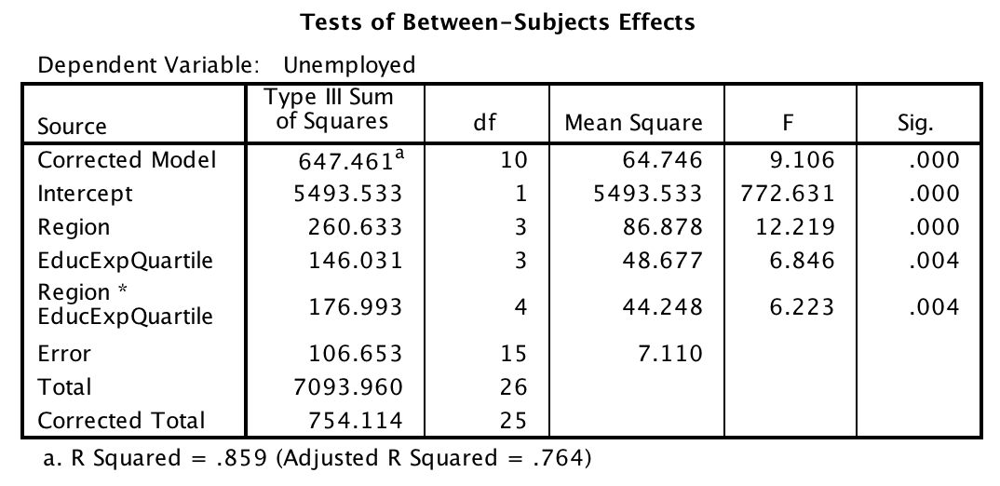 Tests of Between-Subjects Effects
Dependent Variable: Unemployed
Source Type III Sum of Squares df Mean Square F Sig.
Corrected Model 647.461a 10 64.746 9.106 .000
Intercept 5493.533 1 5493.533 772.631 .000
Region 260.633 3 86.878 12.219 .000
EducExpQuartile 146.031 3 48.677 6.846 .004
Region * EducExpQuartile 176.993 4 44.248 6.223 .004
Error 106.653 15 7.110
Total 7093.960 26
Corrected Total 754.114 25
a. R Squared = .859 (Adjusted R Squared = .764)